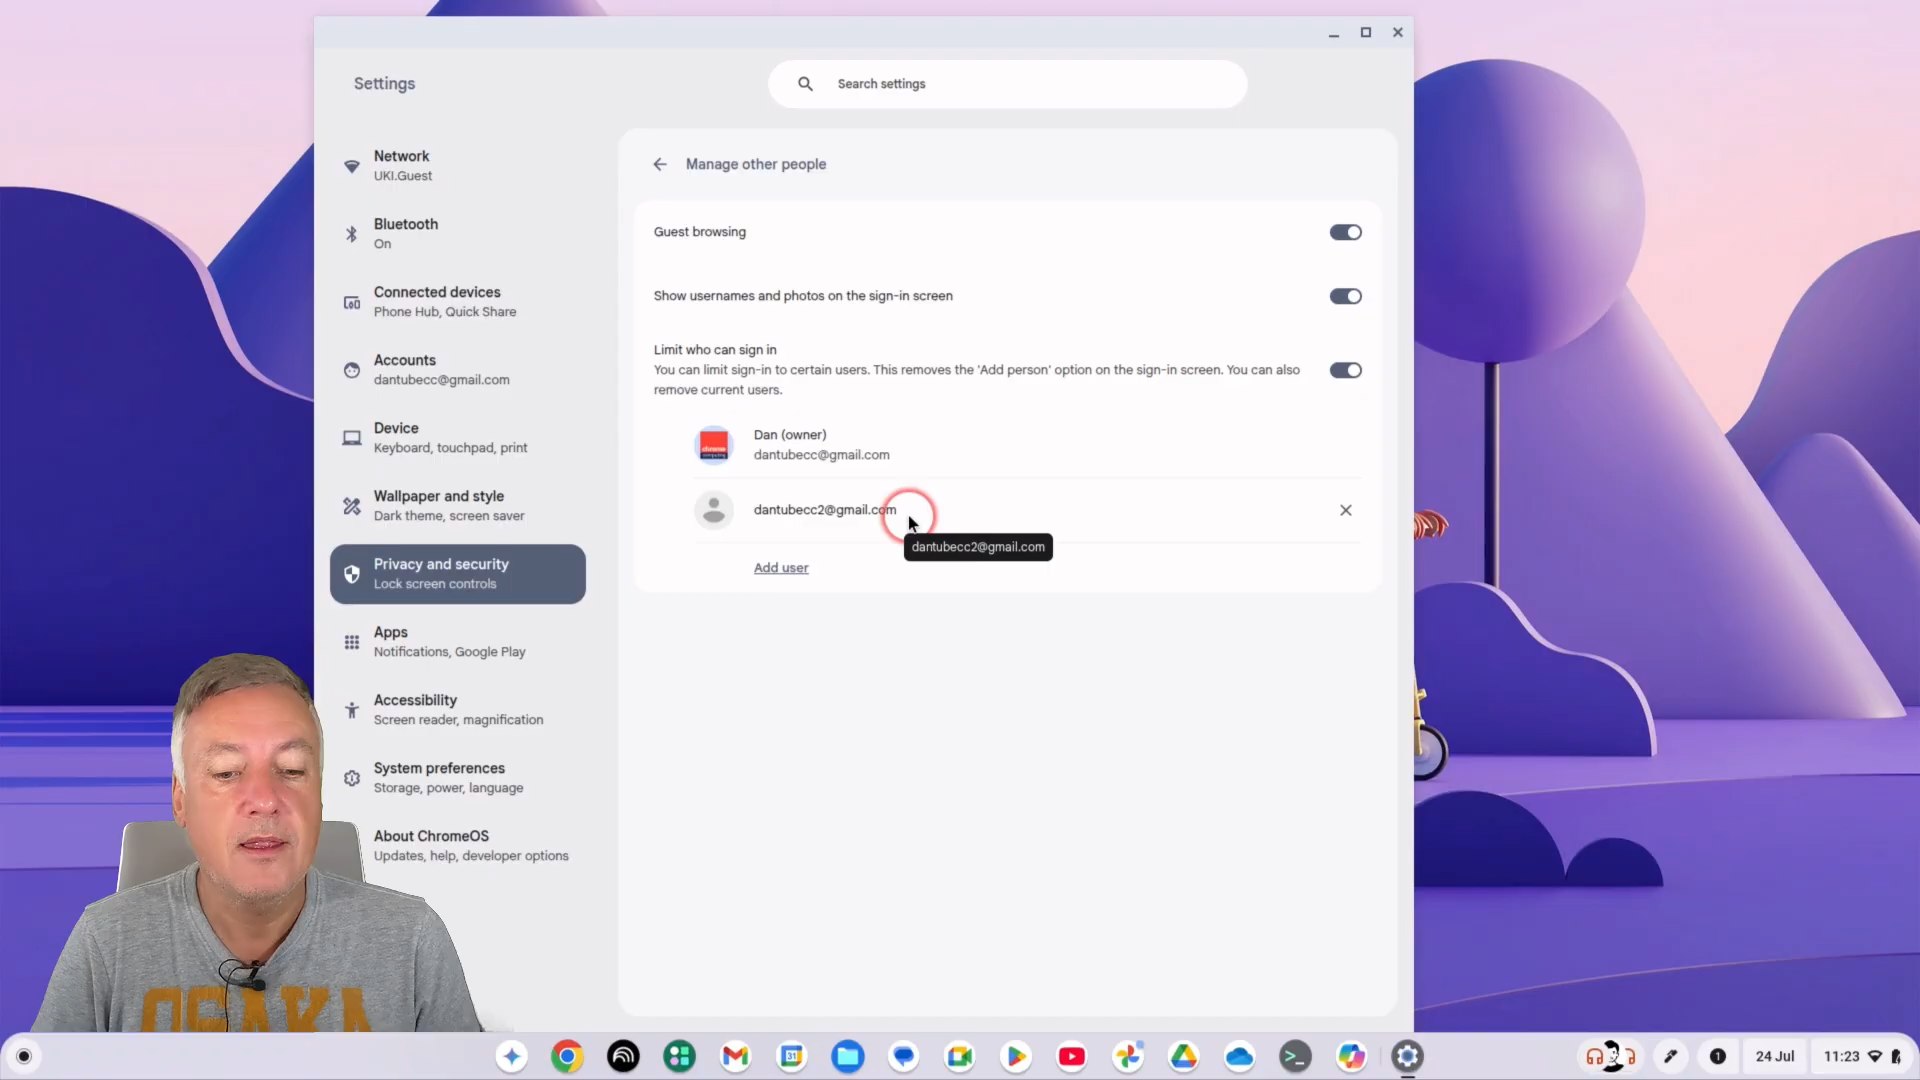 Settings
Search settings
Network
UKI.Guest
Bluetooth
On
Connected devices
Phone Hub, Quick Share
Accounts
dantubecc@gmail.com
Device
Keyboard, touchpad, print
Wallpaper and style
Dark theme, screen saver
Privacy and security
Lock screen controls
Apps
Notifications, Google Play
Accessibility
Screen reader, magnification
System preferences
Storage, power, language
About ChromeOS
Updates, help, developer options
Manage other people
Guest browsing
Show usernames and photos on the sign-in screen
Limit who can sign in
You can limit sign-in to certain users. This removes the 'Add person' option on the sign-in screen. You can also
remove current users.
Dan (owner)
dantubecc@gmail.com
dantubecc2@gmail.com
dantubecc2@gmail.com
Add user
OSAKA
31
1
24 Jul
11:23